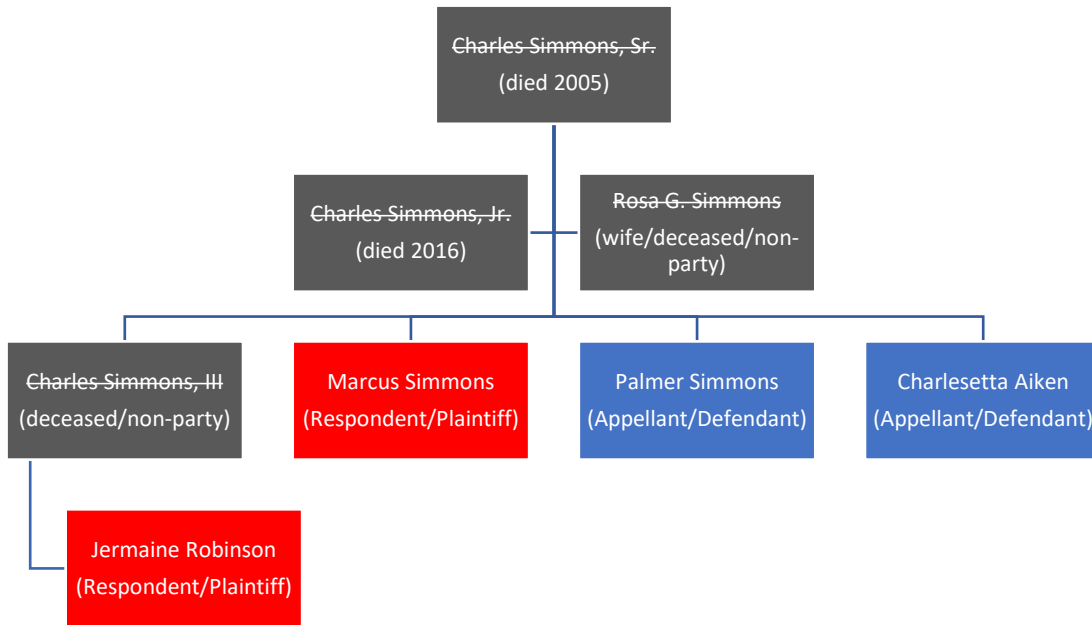 Charles Simmons, Sr.
(died 2005)
Charles Simmons, Jr.
(died 2016)
Rosa G. Simmons
(wife/deceased/non-
party)
Charles Simmons, III
(deceased/non-party)
Marcus Simmons
(Respondent/Plaintiff)
Palmer Simmons
(Appellant/Defendant)
Charlesetta Aiken
(Appellant/Defendant)
Jermaine Robinson
(Respondent/Plaintiff)